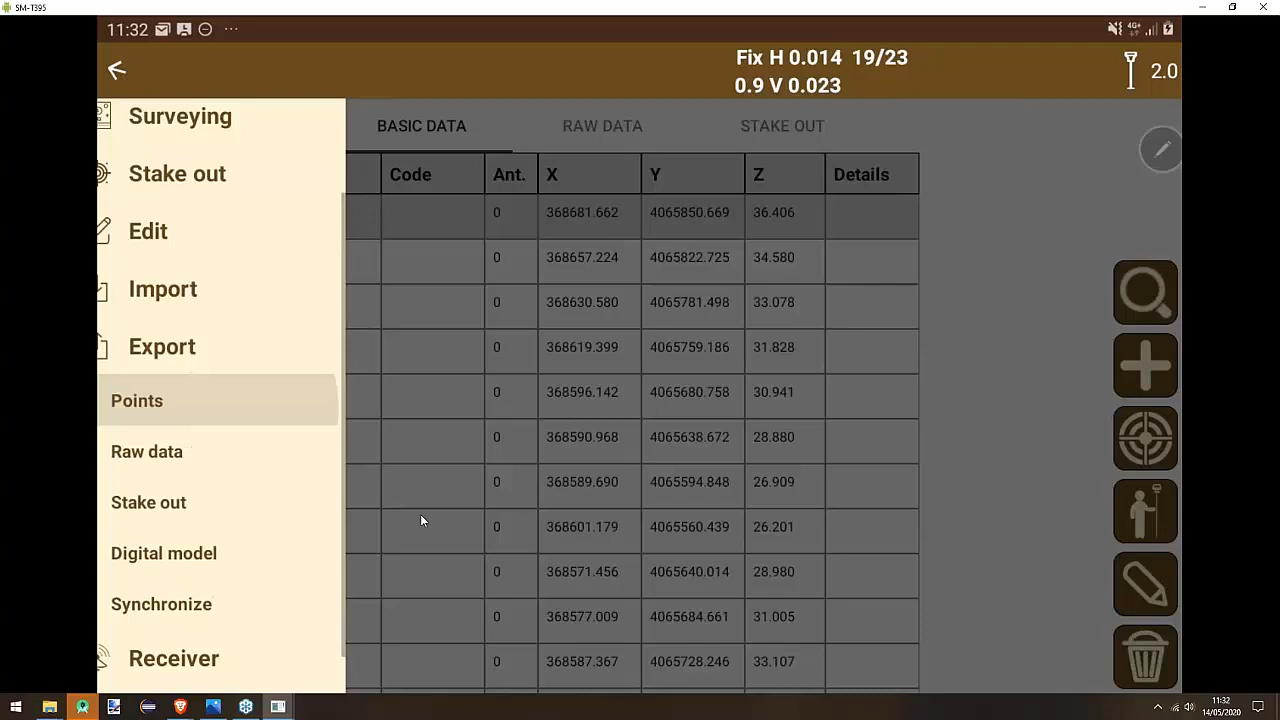 SM-T395
11:32
Fix H 0.014 19/23
0.9 V 0.023
2.0
4G+
Surveying
Stake out
Edit
Import
Export
Points
Raw data
Stake out
Digital model
Synchronize
Receiver
BASIC DATA RAW DATA STAKE OUT
Code Ant. X Y Z Details
0 368681.662 4065850.669 36.406
0 368657.224 4065822.725 34.580
0 368630.580 4065781.498 33.078
0 368619.399 4065759.186 31.828
0 368596.142 4065680.758 30.941
0 368590.968 4065638.672 28.880
0 368589.690 4065594.848 26.909
0 368601.179 4065560.439 26.201
0 368571.456 4065640.014 28.980
0 368577.009 4065684.661 31.005
0 368587.367 4065728.246 33.107
11:32
14/05/2020